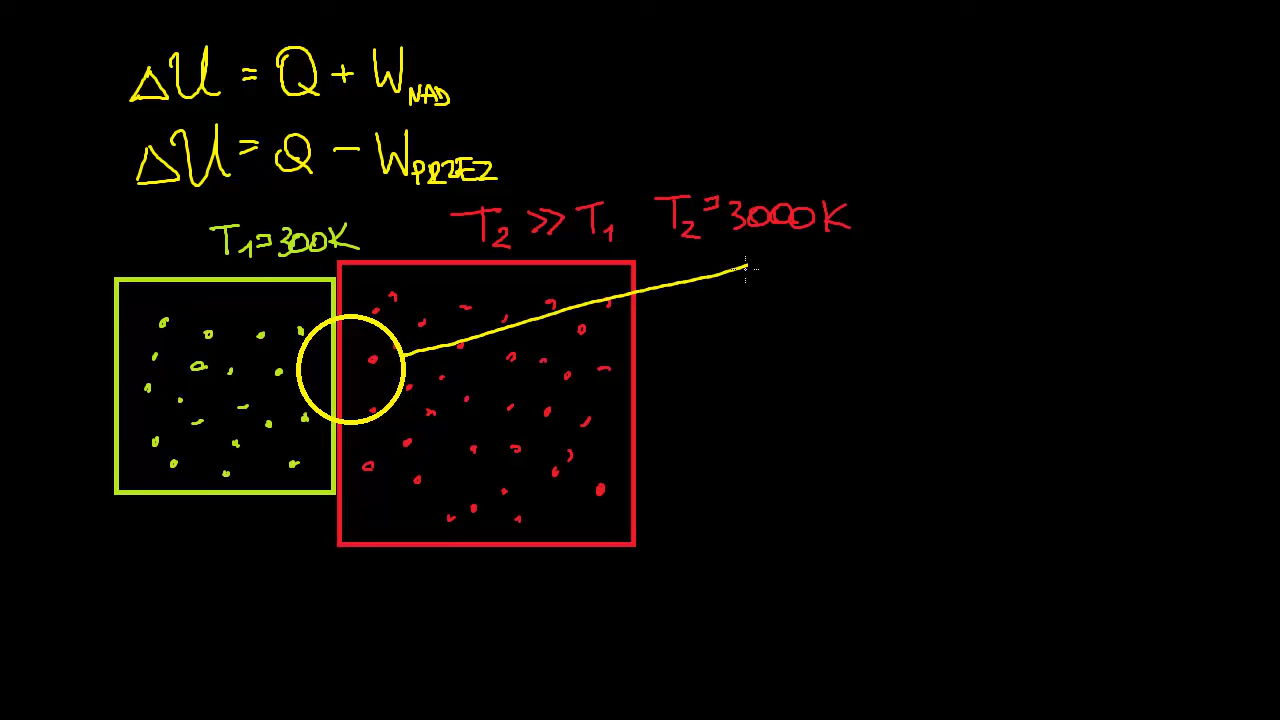 ΔU = Q + W_NAD
ΔU = Q - W_PRZEZ
T₂ >> T₁ T₂ = 3000K
T₁ = 300K